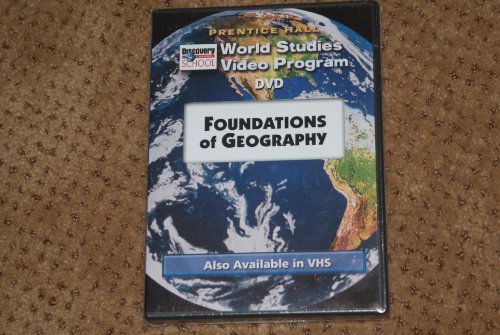 PRENTICE HALL
Discovery
SCHOOL
World Studies
Video Program
DVD
FOUNDATIONS
of GEOGRAPHY
Also Available in VHS